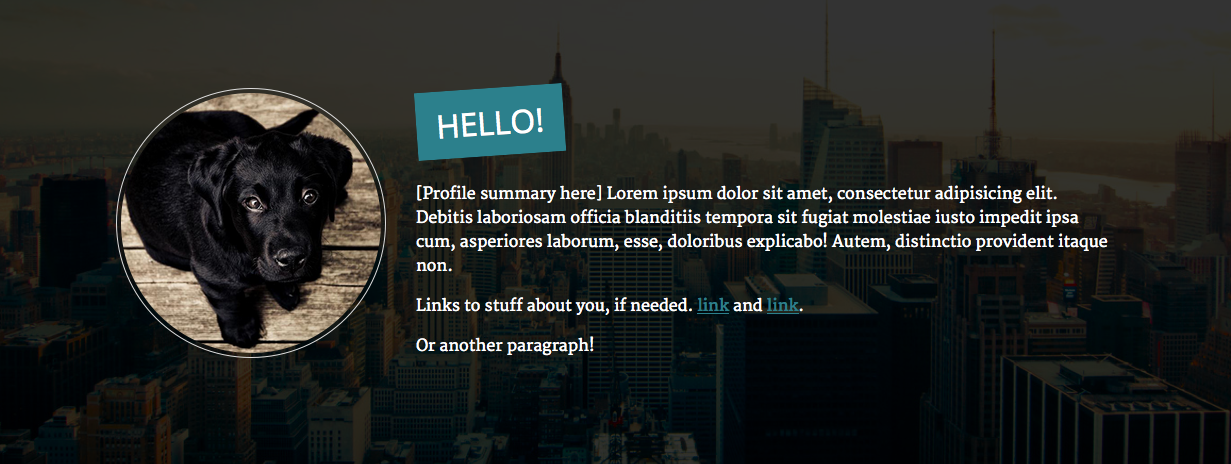 HELLO!
[Profile summary here] Lorem ipsum dolor sit amet, consectetur adipisicing elit.
Debitis laboriosam officia blanditiis tempora sit fugiat molestiae iusto impedit ipsa
cum, asperiores laborum, esse, doloribus explicabo! Autem, distinctio provident itaque
non.
Links to stuff about you, if needed. link and link.
Or another paragraph!